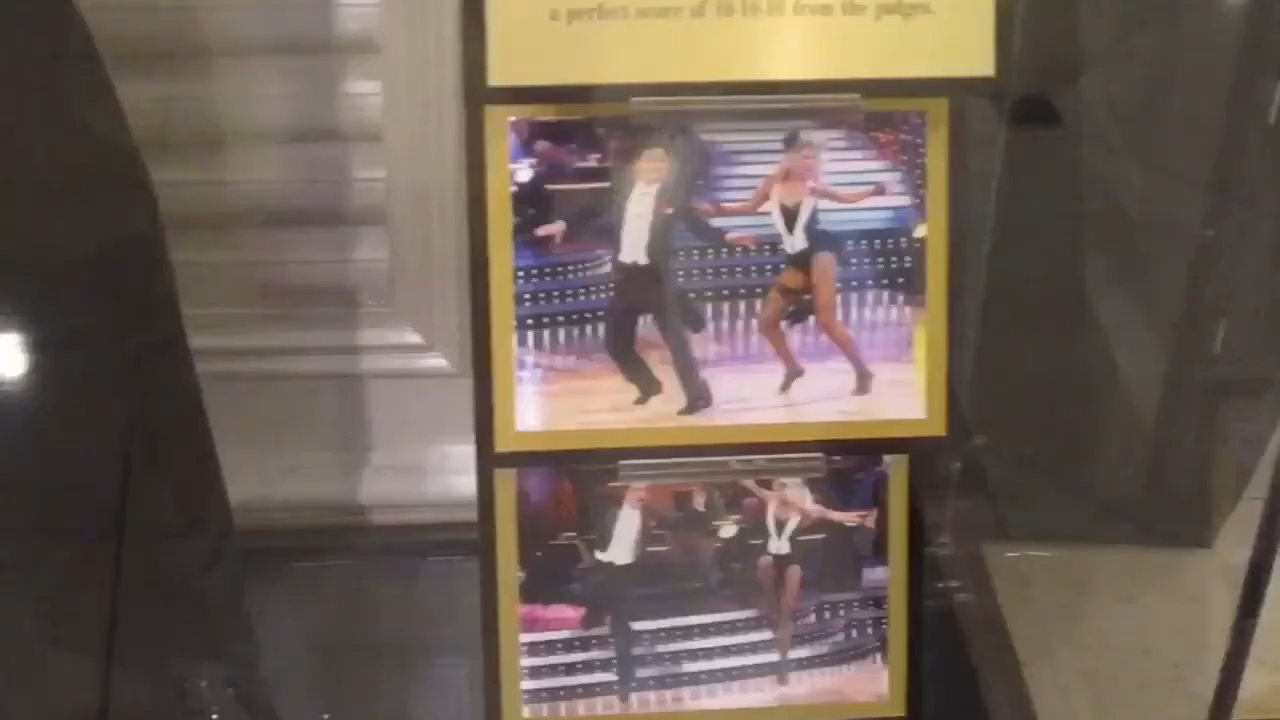 a perfect score of 10-10-10 from the judges.